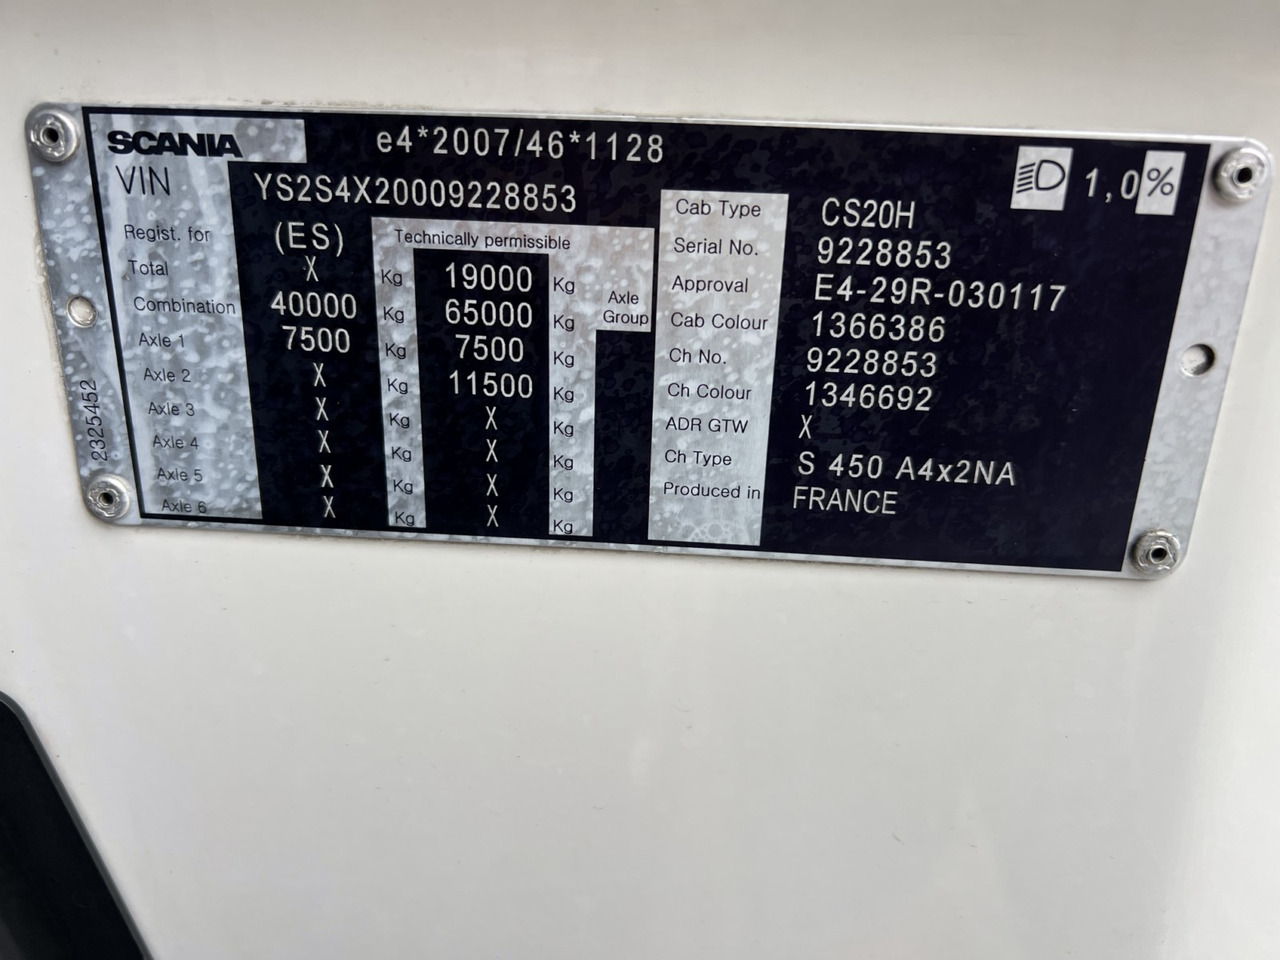 SCANIA e4*2007/46*1128
VIN YS2S4X20009228853
1,0%
Regist. for (ES) Technically permissible
Total X Kg 19000 Kg
Combination 40000 Kg 65000 Kg Axle Group
Axle 1 7500 Kg 7500 Kg
Axle 2 X Kg 11500 Kg
Axle 3 X Kg X Kg
Axle 4 X Kg X Kg
Axle 5 X Kg X Kg
Axle 6 X Kg X Kg
Cab Type CS20H
Serial No. 9228853
Approval E4-29R-030117
Cab Colour 1366386
Ch No. 9228853
Ch Colour 1346692
ADR GTW X
Ch Type S 450 A4x2NA
Produced in FRANCE
2325452